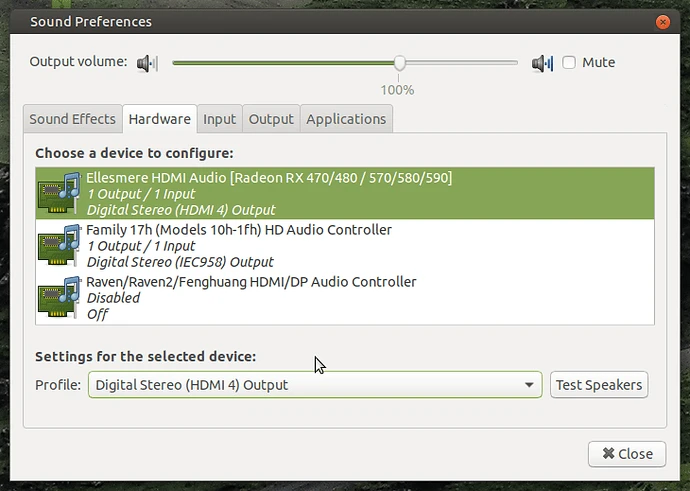 Sound Preferences
Output volume:
Mute
100%
Sound Effects
Hardware
Input
Output
Applications
Choose a device to configure:
Ellesmere HDMI Audio [Radeon RX 470/480 / 570/580/590]
1 Output / 1 Input
Digital Stereo (HDMI 4) Output
Family 17h (Models 10h-1fh) HD Audio Controller
1 Output / 1 Input
Digital Stereo (IEC958) Output
Raven/Raven2/Fenghuang HDMI/DP Audio Controller
Disabled
Off
Settings for the selected device:
Profile:
Digital Stereo (HDMI 4) Output
Test Speakers
Close